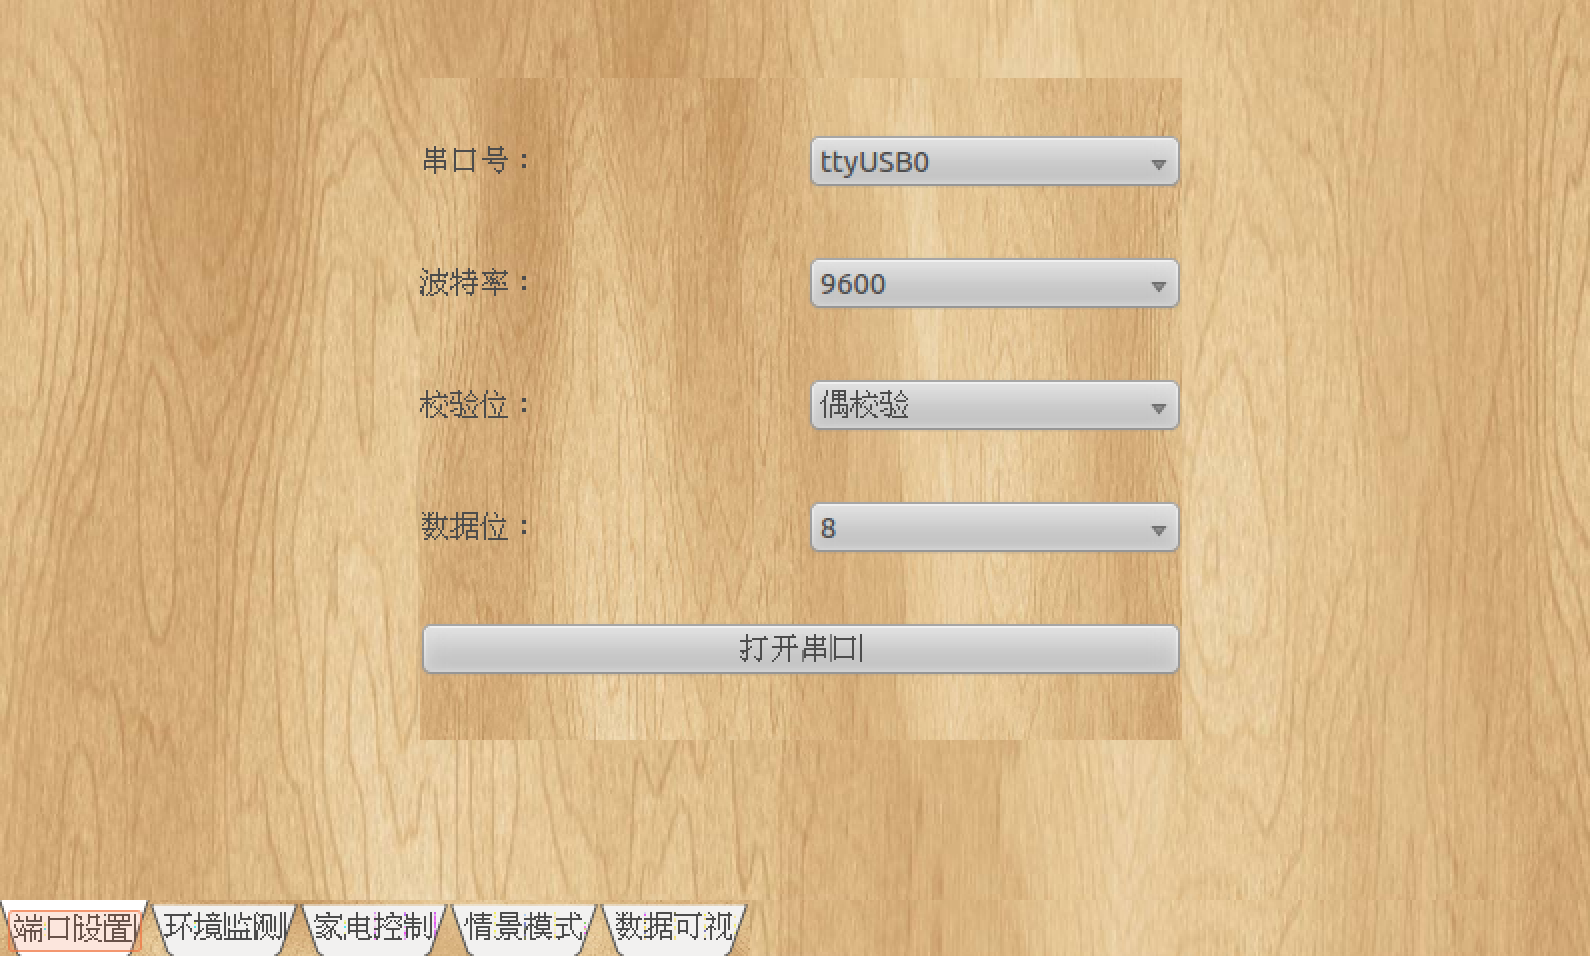 串口号： ttyUSB0
波特率： 9600
校验位： 偶校验
数据位： 8
打开串口
端口设置 环境监测 家电控制 情景模式 数据可视